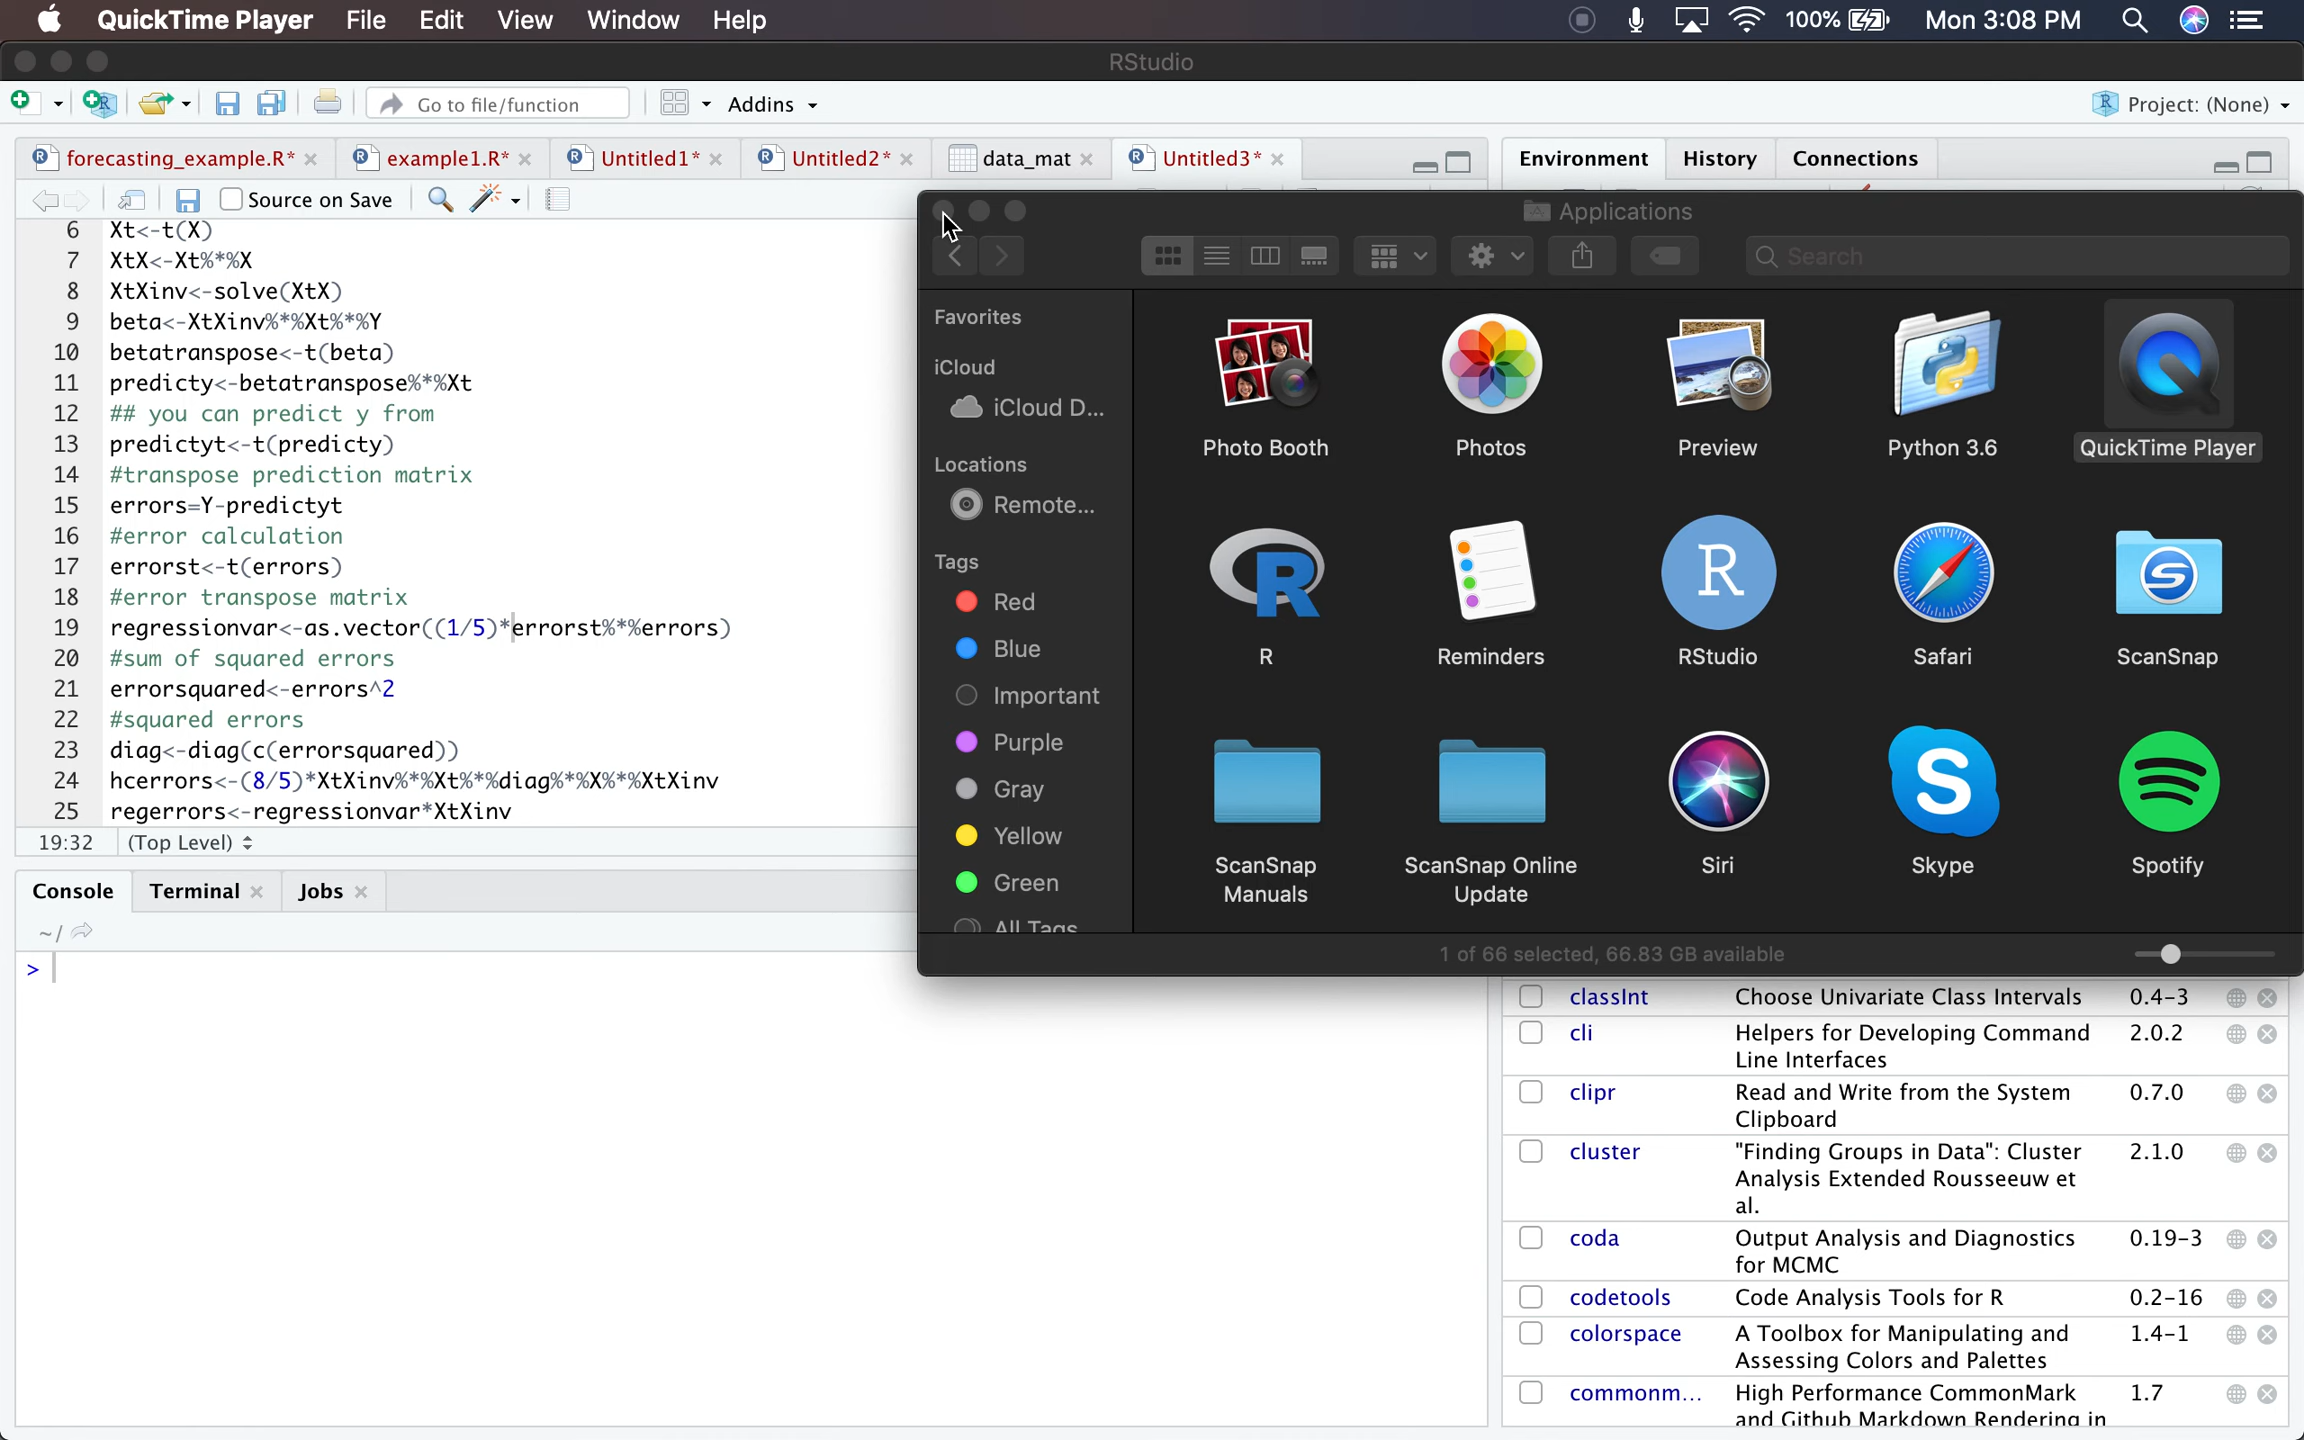 QuickTime Player File Edit View Window Help 100% Mon 3:08 PM
RStudio
Go to file/function Addins Project: (None)
forecasting_example.R* example1.R* Untitled1* Untitled2* data_mat Untitled3* Environment History Connections
Source on Save
6 Xt<-t(X)
7 XtX<-Xt%*%X
8 XtXinv<-solve(XtX)
9 beta<-XtXinv%*%Xt%*%Y
10 betatranspose<-t(beta)
11 predicty<-betatranspose%*%Xt
12 ## you can predict y from
13 predictyt<-t(predicty)
14 #transpose prediction matrix
15 errors=Y-predictyt
16 #error calculation
17 errorst<-t(errors)
18 #error transpose matrix
19 regressionvar<-as.vector((1/5)*errorst%*%errors)
20 #sum of squared errors
21 errorsquared<-errors^2
22 #squared errors
23 diag<-diag(c(errorsquared))
24 hcerrors<-(8/5)*XtXinv%*%Xt%*%diag%*%X%*%XtXinv
25 regerrors<-regressionvar*XtXinv
19:32 (Top Level)
Console Terminal Jobs
~/
>
Applications
Search
Favorites
iCloud
iCloud D...
Locations
Remote...
Tags
Red
Blue
Important
Purple
Gray
Yellow
Green
All Tags
Photo Booth Photos Preview Python 3.6 QuickTime Player
R Reminders RStudio Safari ScanSnap
ScanSnap Manuals ScanSnap Online Update Siri Skype Spotify
1 of 66 selected, 66.83 GB available
classInt Choose Univariate Class Intervals 0.4-3
cli Helpers for Developing Command 2.0.2
Line Interfaces
clipr Read and Write from the System 0.7.0
Clipboard
cluster "Finding Groups in Data": Cluster 2.1.0
Analysis Extended Rousseeuw et
al.
coda Output Analysis and Diagnostics 0.19-3
for MCMC
codetools Code Analysis Tools for R 0.2-16
colorspace A Toolbox for Manipulating and 1.4-1
Assessing Colors and Palettes
commonm... High Performance CommonMark 1.7
and Github Markdown Rendering in